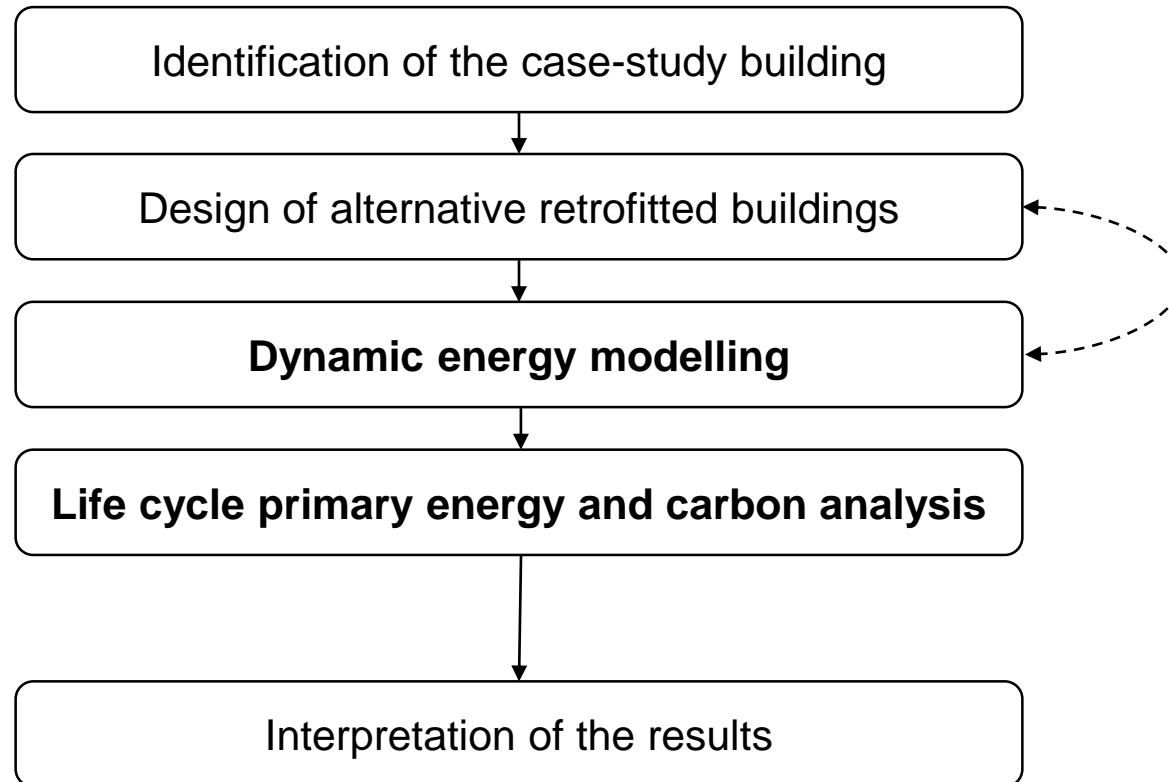 Identification of the case-study building
Design of alternative retrofitted buildings
Dynamic energy modelling
Life cycle primary energy and carbon analysis
Interpretation of the results